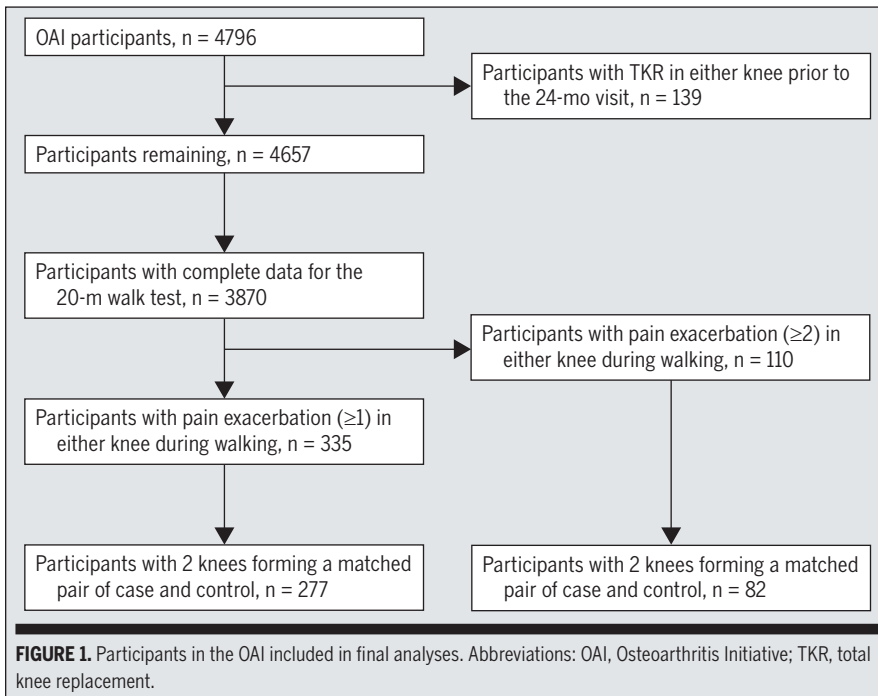 OAI participants, n = 4796
Participants with TKR in either knee prior to
the 24-mo visit, n = 139
Participants remaining, n = 4657
Participants with complete data for the
20-m walk test, n = 3870
Participants with pain exacerbation (≥2) in
either knee during walking, n = 110
Participants with pain exacerbation (≥1) in
either knee during walking, n = 335
Participants with 2 knees forming a matched
pair of case and control, n = 277
Participants with 2 knees forming a matched
pair of case and control, n = 82
FIGURE 1. Participants in the OAI included in final analyses. Abbreviations: OAI, Osteoarthritis Initiative; TKR, total
knee replacement.